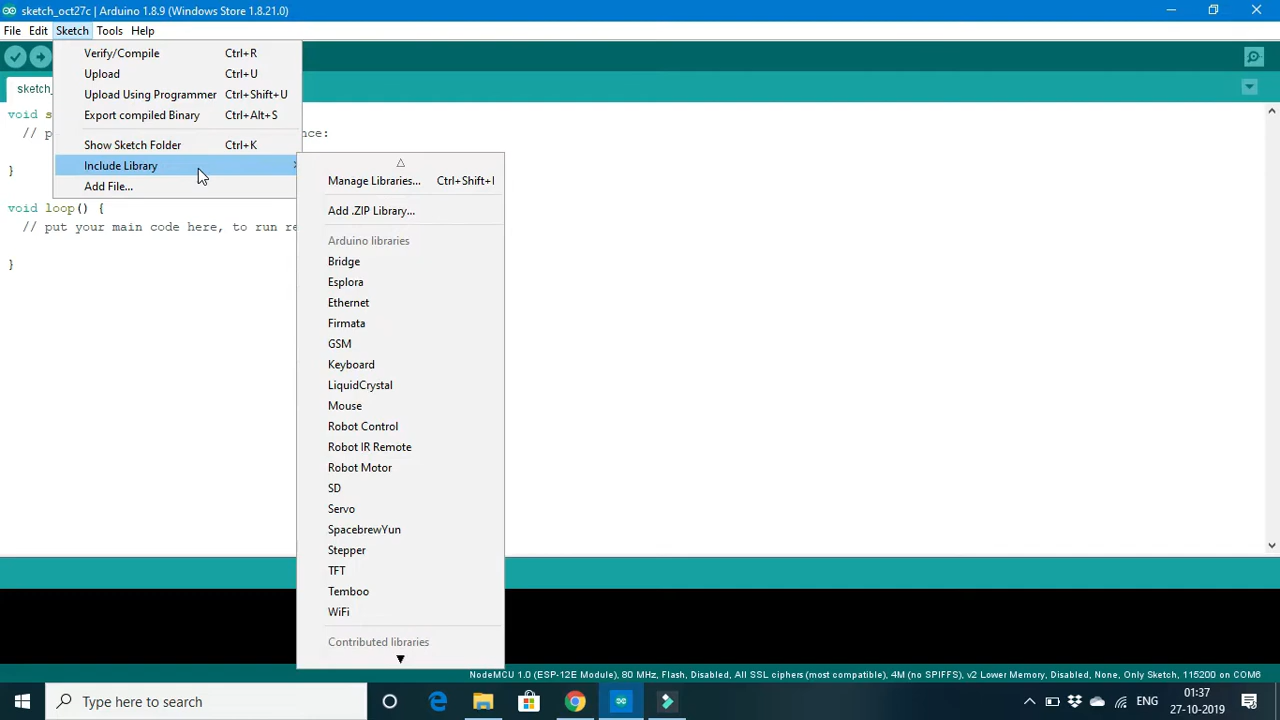 sketch_oct27c | Arduino 1.8.9 (Windows Store 1.8.21.0)
File Edit Sketch Tools Help
Verify/Compile Ctrl+R
Upload Ctrl+U
sketch_
Upload Using Programmer Ctrl+Shift+U
void s
Export compiled Binary Ctrl+Alt+S
// p nce:
Show Sketch Folder Ctrl+K
}
Include Library
Add File...
Manage Libraries... Ctrl+Shift+I
void loop() {
Add .ZIP Library...
// put your main code here, to run re
Arduino libraries
}
Bridge
Esplora
Ethernet
Firmata
GSM
Keyboard
LiquidCrystal
Mouse
Robot Control
Robot IR Remote
Robot Motor
SD
Servo
SpacebrewYun
Stepper
TFT
Temboo
WiFi
Contributed libraries
NodeMCU 1.0 (ESP-12E Module), 80 MHz, Flash, Disabled, All SSL ciphers (most compatible), 4M (no SPIFFS), v2 Lower Memory, Disabled, None, Only Sketch, 115200 on COM6
Type here to search
ENG
01:37
27-10-2019